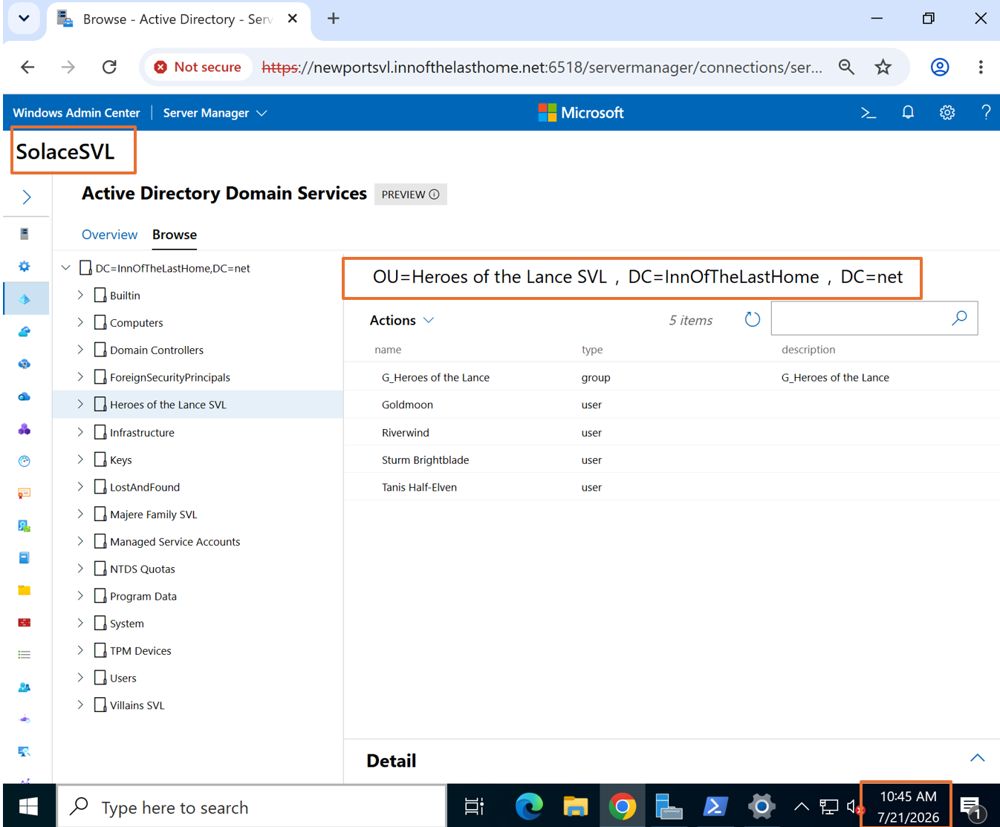 Browse - Active Directory - Serv
Not secure
https://newportsvl.innofthelasthome.net:6518/servermanager/connections/ser...
Windows Admin Center
Server Manager
Microsoft
SolaceSVL
Active Directory Domain Services
PREVIEW
Overview
Browse
DC=InnOfTheLastHome,DC=net
Builtin
Computers
Domain Controllers
ForeignSecurityPrincipals
Heroes of the Lance SVL
Infrastructure
Keys
LostAndFound
Majere Family SVL
Managed Service Accounts
NTDS Quotas
Program Data
System
TPM Devices
Users
Villains SVL
OU=Heroes of the Lance SVL , DC=InnOfTheLastHome , DC=net
Actions
5 items
name type description
G_Heroes of the Lance group G_Heroes of the Lance
Goldmoon user
Riverwind user
Sturm Brightblade user
Tanis Half-Elven user
Detail
Type here to search
10:45 AM
7/21/2026
1